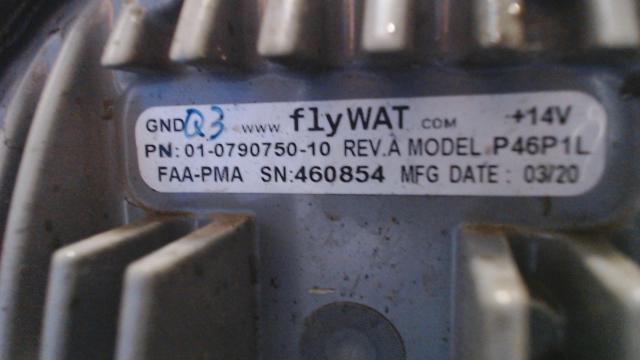 GND Q3 www.flyWAT.com +14V
PN: 01-0790750-10 REV.A MODEL P46P1L
FAA-PMA SN:460854 MFG DATE: 03/20